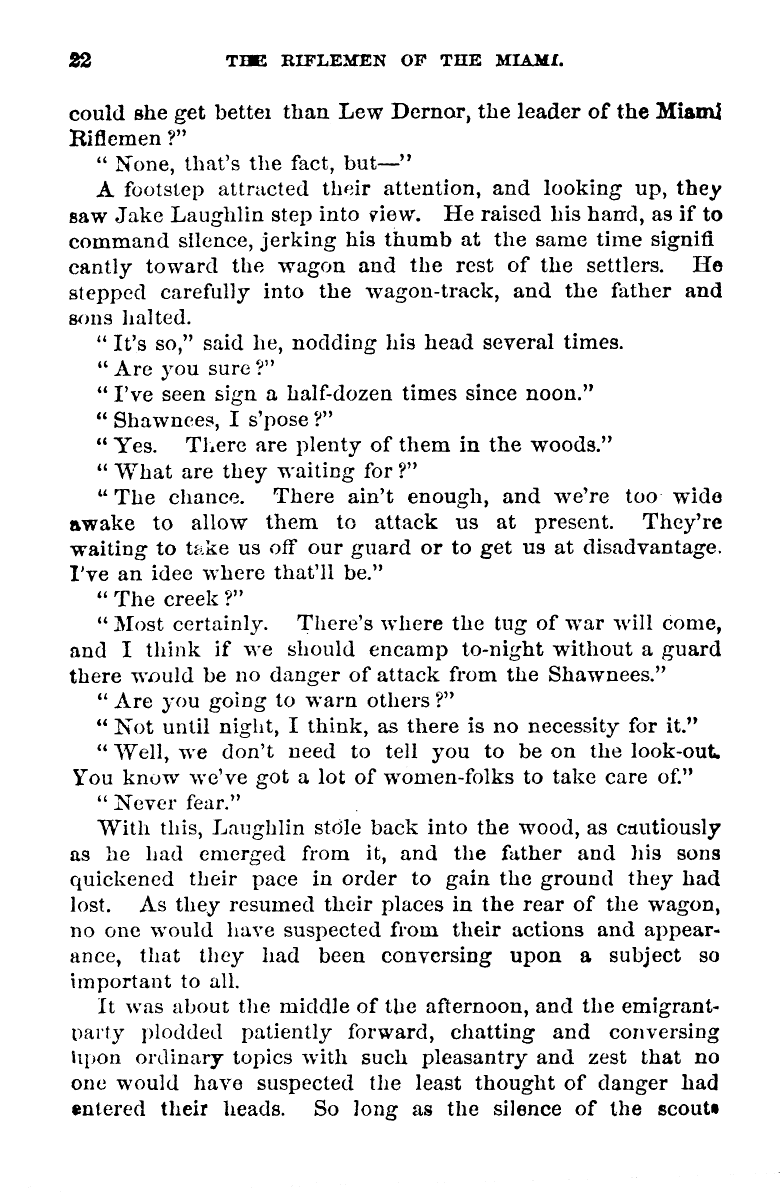 22 THE RIFLEMEN OF THE MIAMI.
could she get better than Lew Dernor, the leader of the Miami
Riflemen ?”
“ None, that’s the fact, but—”
A footstep attracted their attention, and looking up, they
saw Jake Laughlin step into view. He raised his hand, as if to
command silence, jerking his thumb at the same time signifi
cantly toward the wagon and the rest of the settlers. He
stepped carefully into the wagon-track, and the father and
sons halted.
“ It’s so,” said he, nodding his head several times.
“ Are you sure ?”
“ I’ve seen sign a half-dozen times since noon.”
“ Shawnees, I s’pose ?”
“ Yes. There are plenty of them in the woods.”
“ What are they waiting for ?”
“ The chance. There ain’t enough, and we’re too wide
awake to allow them to attack us at present. They’re
waiting to take us off our guard or to get us at disadvantage.
I’ve an idee where that’ll be.”
“ The creek ?”
“ Most certainly. There’s where the tug of war will come,
and I think if we should encamp to-night without a guard
there would be no danger of attack from the Shawnees.”
“ Are you going to warn others ?”
“ Not until night, I think, as there is no necessity for it.”
“ Well, we don’t need to tell you to be on the look-out.
You know we’ve got a lot of women-folks to take care of.”
“ Never fear.”
With this, Laughlin stole back into the wood, as cautiously
as he had emerged from it, and the father and his sons
quickened their pace in order to gain the ground they had
lost. As they resumed their places in the rear of the wagon,
no one would have suspected from their actions and appear-
ance, that they had been conversing upon a subject so
important to all.
It was about the middle of the afternoon, and the emigrant-
party plodded patiently forward, chatting and conversing
upon ordinary topics with such pleasantry and zest that no
one would have suspected the least thought of danger had
entered their heads. So long as the silence of the scouts